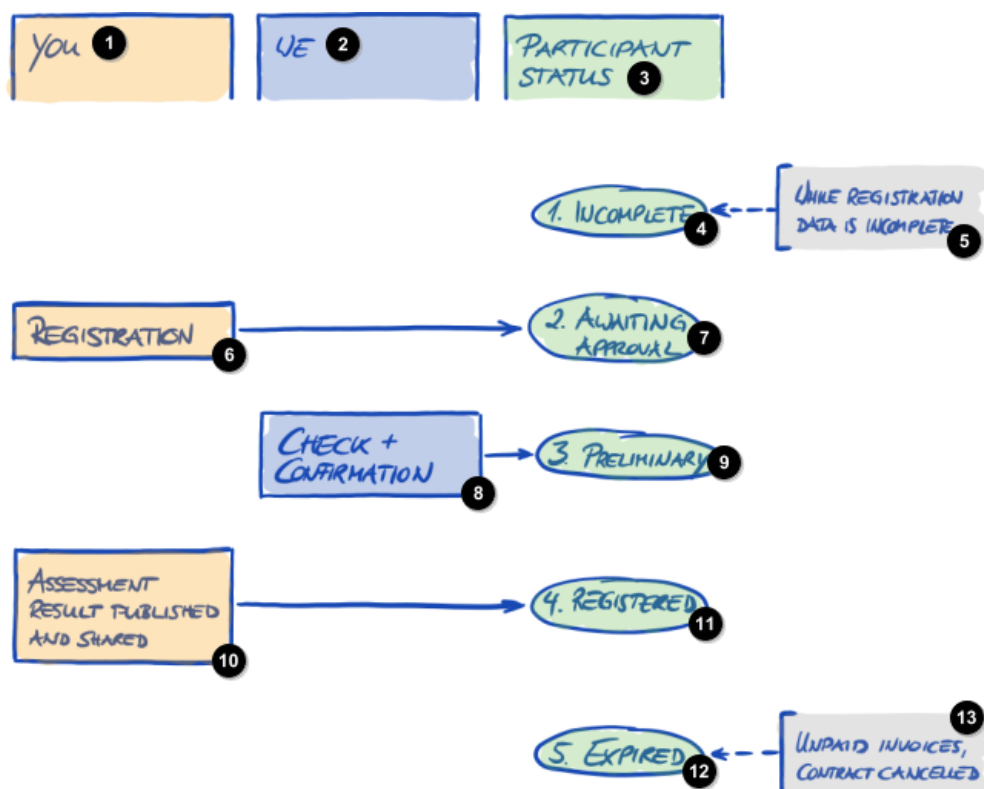 YOU 1
WE 2
PARTICIPANT
STATUS 3
1. INCOMPLETE 4
WHILE REGISTRATION
DATA IS INCOMPLETE 5
REGISTRATION 6
2. AWAITING
APPROVAL 7
CHECK +
CONFIRMATION 8
3. PRELIMINARY 9
ASSESSMENT
RESULT PUBLISHED
AND SHARED 10
4. REGISTERED 11
5. EXPIRED 12
13
UNPAID INVOICES,
CONTRACT CANCELLED